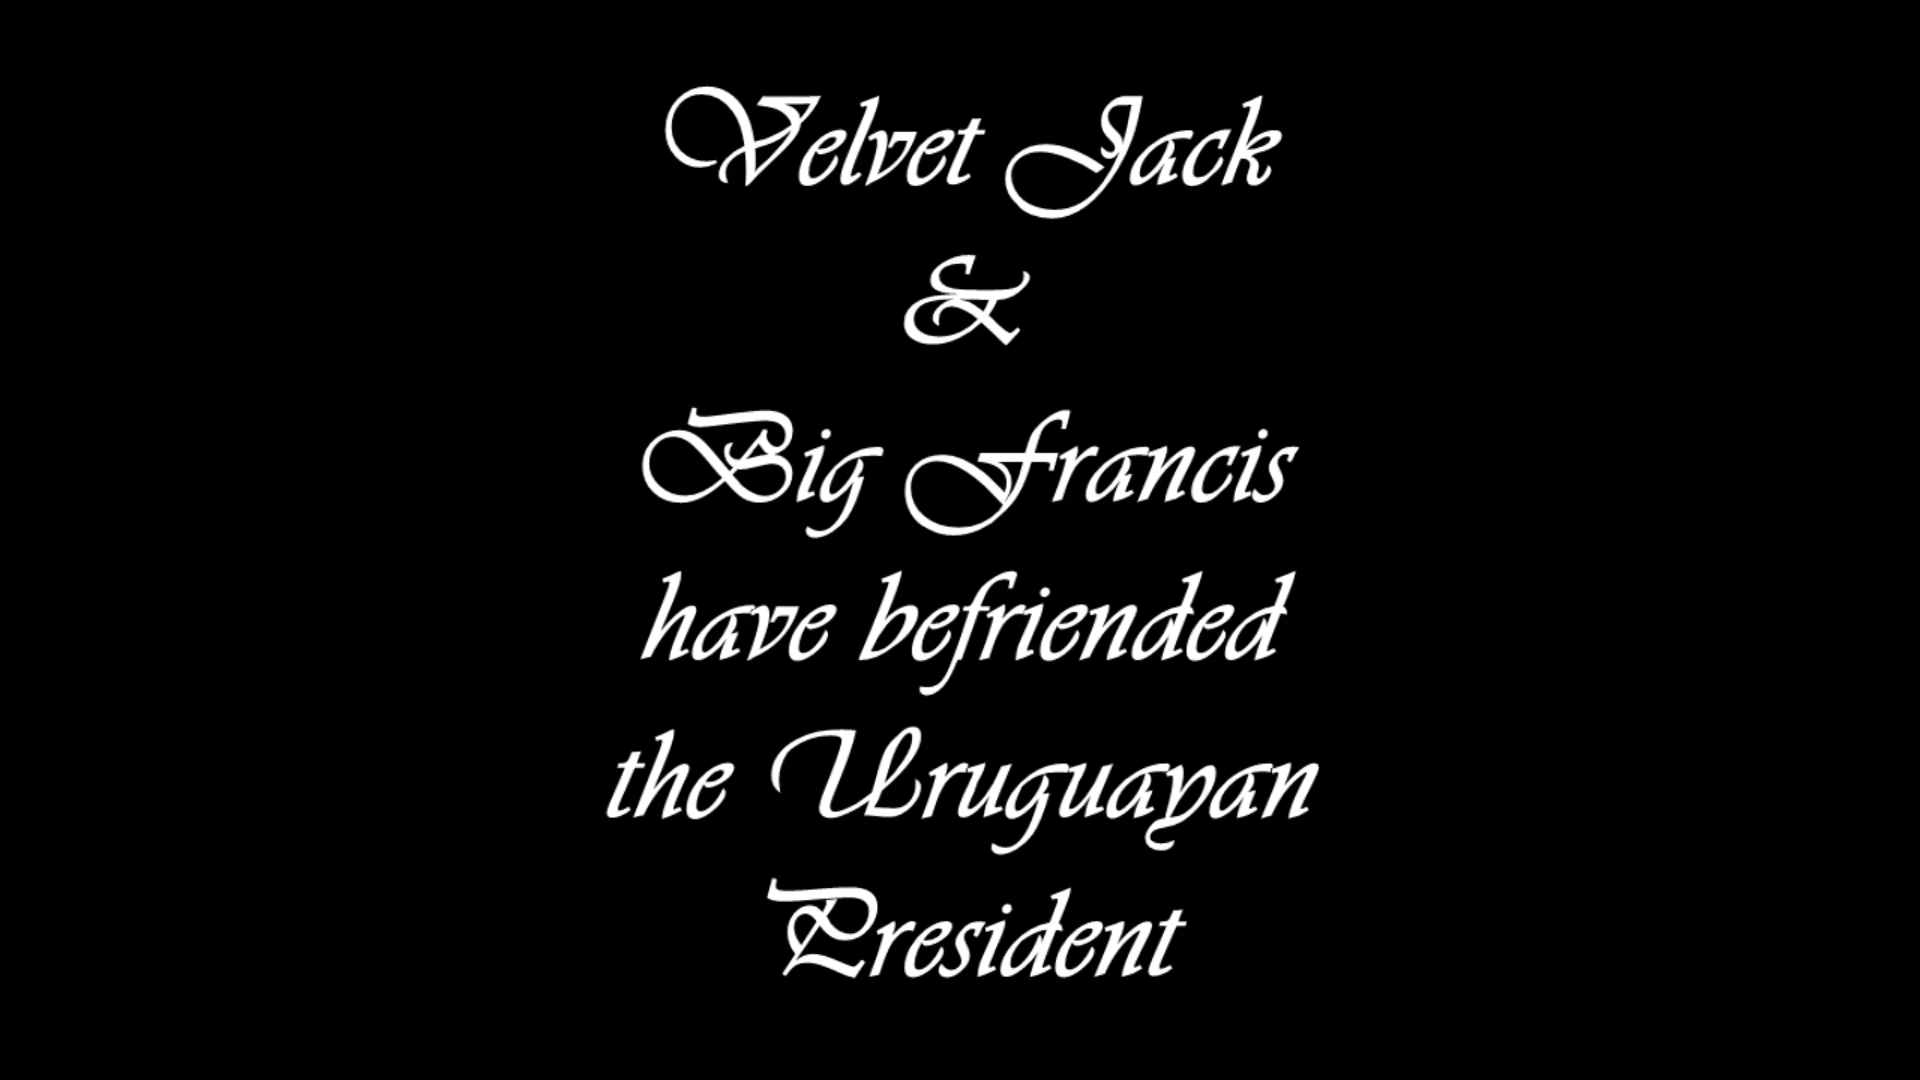 Velvet Jack
&
Big Francis
have befriended
the Uruguayan
President